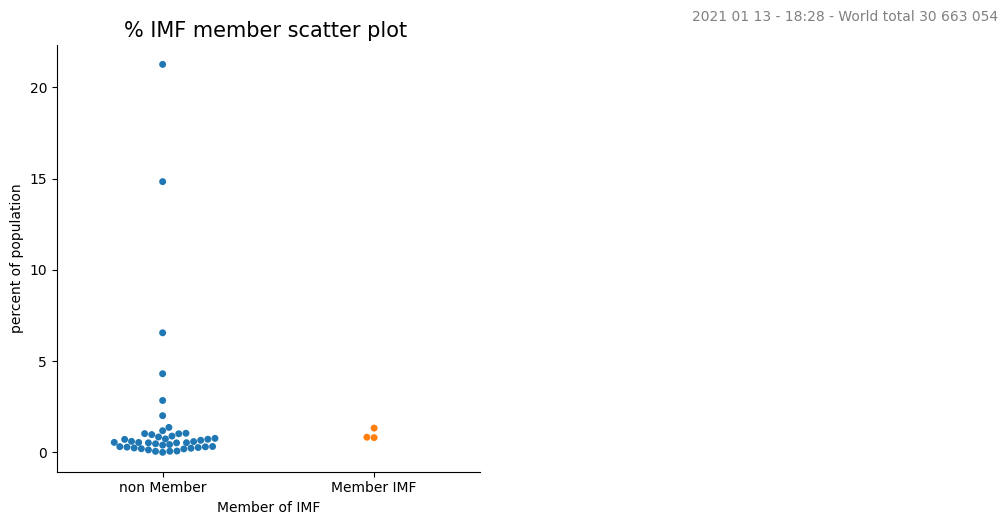 2021 01 13 - 18:28 - World total 30 663 054
% IMF member scatter plot
percent of population
20
15
10
5
0
non Member
Member IMF
Member of IMF